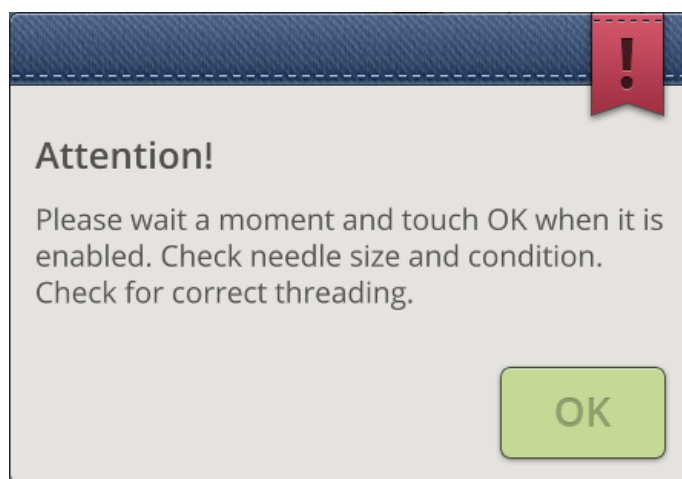 Attention!
Please wait a moment and touch OK when it is
enabled. Check needle size and condition.
Check for correct threading.
OK